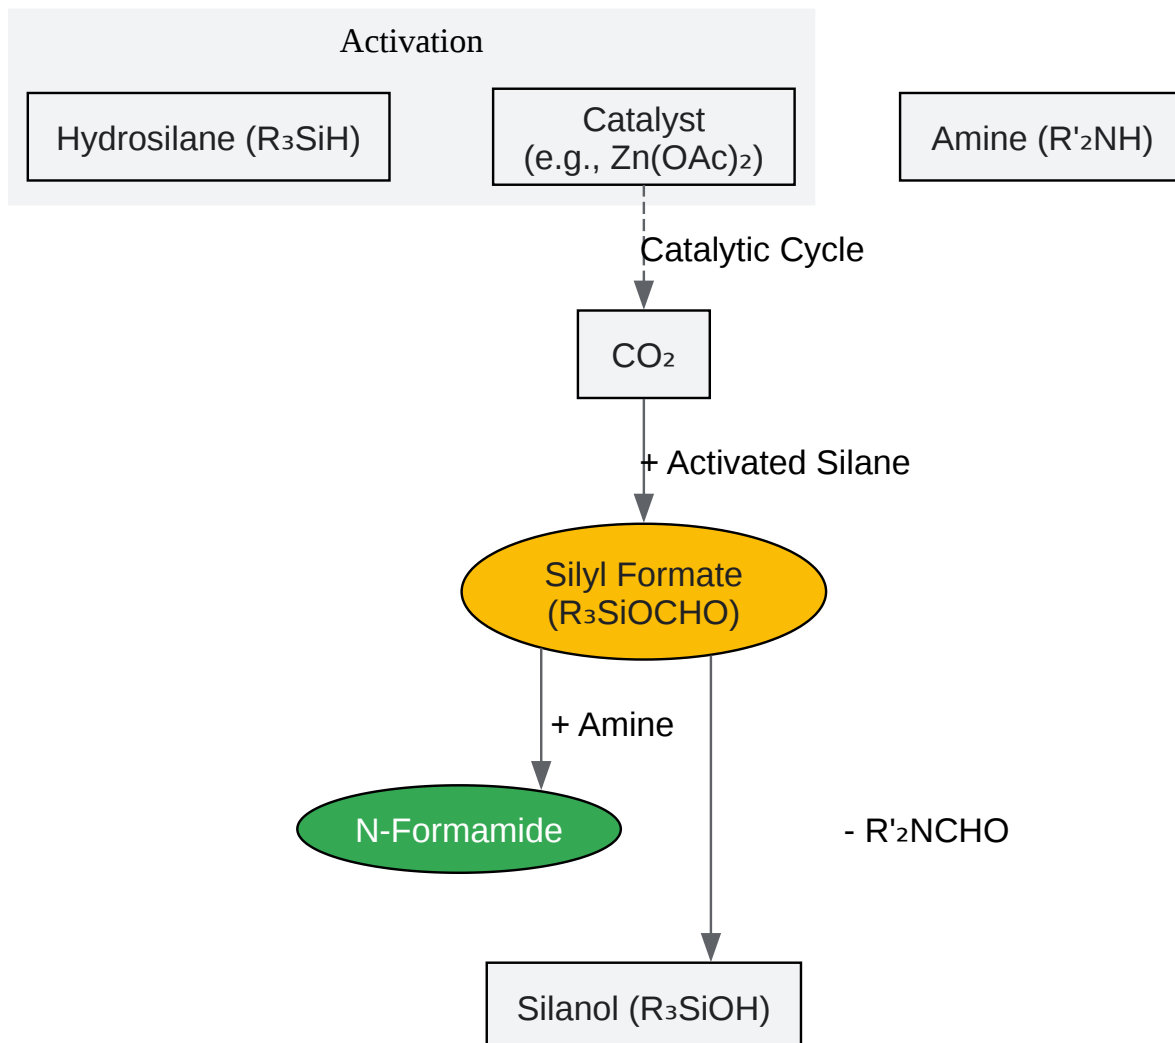 Activation
Hydrosilane (R₃SiH)
Catalyst
(e.g., Zn(OAc)₂)
Amine (R'₂NH)
Catalytic Cycle
CO₂
+ Activated Silane
Silyl Formate
(R₃SiOCHO)
+ Amine
N-Formamide
- R'₂NCHO
Silanol (R₃SiOH)